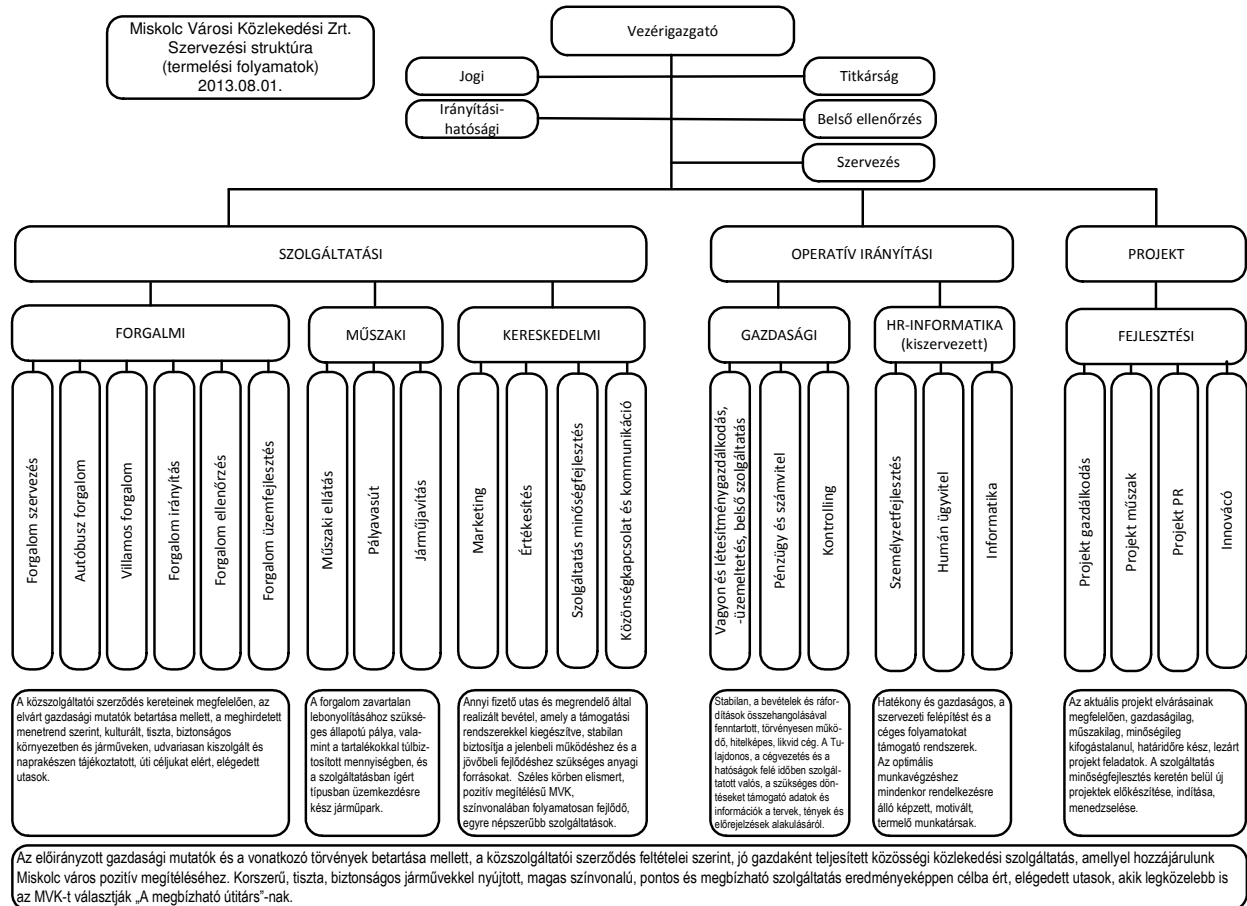 Miskolc Városi Közlekedési Zrt.
Szervezési struktúra
(termelési folyamatok)
2013.08.01.
Vezérigazgató
Jogi
Titkárság
Irányítási-
hatósági
Belső ellenőrzés
Szervezés
SZOLGÁLTATÁSI
OPERATÍV IRÁNYÍTÁSI
PROJEKT
FORGALMI
MŰSZAKI
KERESKEDELMI
GAZDASÁGI
HR-INFORMATIKA
(kiszervezett)
FEJLESZTÉSI
Forgalom szervezés
Autóbusz forgalom
Villamos forgalom
Forgalom irányítás
Forgalom ellenőrzés
Forgalom üzemfejlesztés
Műszaki ellátás
Pályavasút
Járműjavítás
Marketing
Értékesítés
Szolgáltatás minőségfejlesztés
Közönségkapcsolat és kommunikáció
Vagyon és létesítménygazdálkodás,
-üzemeltetés, belső szolgáltatás
Pénzügy és számvitel
Kontrolling
Személyzetfejlesztés
Humán ügyvitel
Informatika
Projekt gazdálkodás
Projekt műszak
Projekt PR
Innovácó
A közszolgáltatói szerződés kereteinek megfelelően, az
elvárt gazdasági mutatók betartása mellett, a meghirdetett
menetrend szerint, kulturált, tiszta, biztonságos
környezetben és járműveken, udvariasan kiszolgált és
naprakészen tájékoztatott, úti céljukat elért, elégedett
utasok.
A forgalom zavartalan
lebonyolításához szüksé-
ges állapotú pálya, vala-
mint a tartalékokkal túlbiz-
tosított mennyiségben, és
a szolgáltatásban ígért
típusban üzemkezdésre
kész járműpark.
Annyi fizető utas és megrendelő által
realizált bevétel, amely a támogatási
rendszerekkel kiegészítve, stabilan
biztosítja a jelenbeli működéshez és a
jövőbeli fejlődéshez szükséges anyagi
forrásokat.  Széles körben elismert,
pozitív megítélésű MVK,
színvonalában folyamatosan fejlődő,
egyre népszerűbb szolgáltatások.
Stabilan, a bevételek és ráfor-
dítások összehangolásával
fenntartott, törvényesen műkö-
dő, hitelképes, likvid cég. A Tu-
lajdonos, a cégvezetés és a
hatóságok felé időben szolgál-
tatott valós, a szükséges dön-
téseket támogató adatok és
információk a tervek, tények és
előrejelzések alakulásáról.
Hatékony és gazdaságos, a
szervezeti felépítést és a
céges folyamatokat
támogató rendszerek.
Az optimális
munkavégzéshez
mindenkor rendelkezésre
álló képzett, motivált,
termelő munkatársak.
Az aktuális projekt elvárásainak
megfelelően, gazdaságilag,
műszakilag, minőségileg
kifogástalanul, határidőre kész, lezárt
projekt feladatok. A szolgáltatás
minőségfejlesztés keretén belül új
projektek előkészítése, indítása,
menedzselése.
Az előirányzott gazdasági mutatók és a vonatkozó törvények betartása mellett, a közszolgáltatói szerződés feltételei szerint, jó gazdaként teljesített közösségi közlekedési szolgáltatás, amellyel hozzájárulunk
Miskolc város pozitív megítéléséhez. Korszerű, tiszta, biztonságos járművekkel nyújtott, magas színvonalú, pontos és megbízható szolgáltatás eredményeképpen célba ért, elégedett utasok, akik legközelebb is
az MVK-t választják „A megbízható útitárs”-nak.